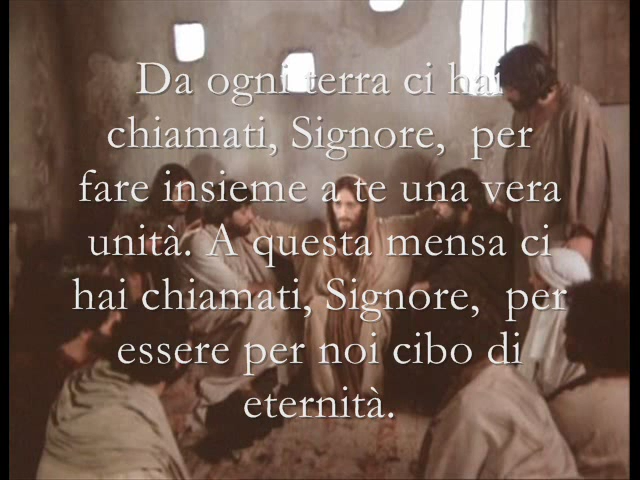 Da ogni terra ci hai
chiamati, Signore,  per
fare insieme a te una vera
unità. A questa mensa ci
hai chiamati, Signore,  per
essere per noi cibo di
eternità.